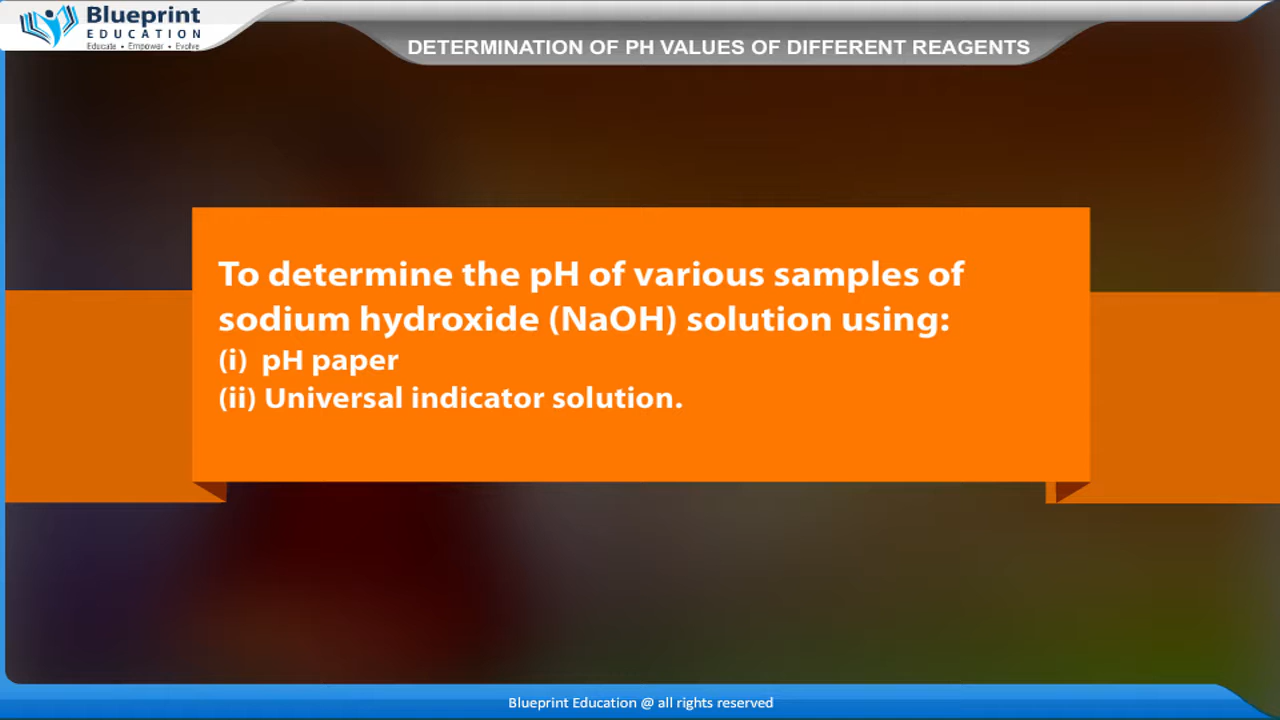 Blueprint
EDUCATION
Educate • Empower • Evolve
DETERMINATION OF PH VALUES OF DIFFERENT REAGENTS
To determine the pH of various samples of
sodium hydroxide (NaOH) solution using:
(i) pH paper
(ii) Universal indicator solution.
Blueprint Education @ all rights reserved